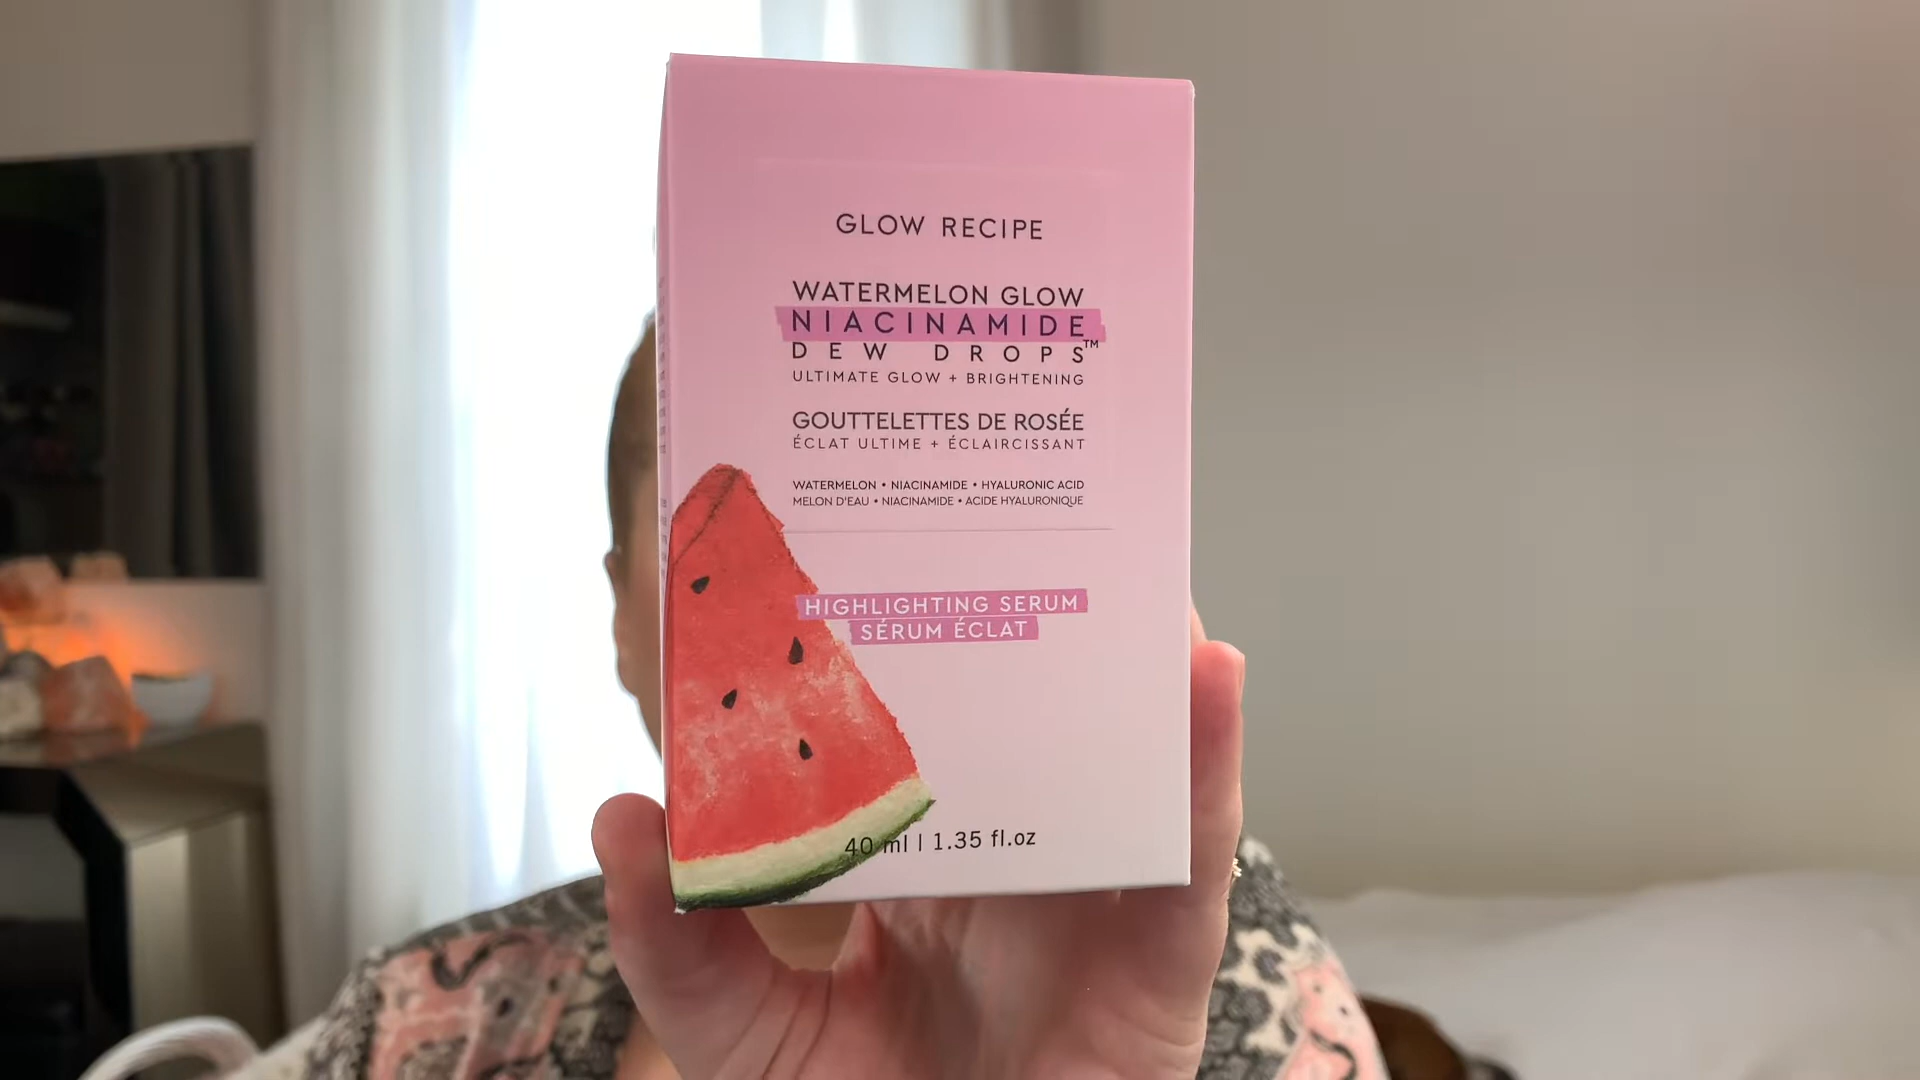 GLOW RECIPE
WATERMELON GLOW
NIACINAMIDE
DEW DROPS™
ULTIMATE GLOW + BRIGHTENING
GOUTTELETTES DE ROSÉE
ÉCLAT ULTIME + ÉCLAIRCISSANT
WATERMELON • NIACINAMIDE • HYALURONIC ACID
MELON D'EAU • NIACINAMIDE • ACIDE HYALURONIQUE
HIGHLIGHTING SERUM
SÉRUM ÉCLAT
40 ml | 1.35 fl.oz